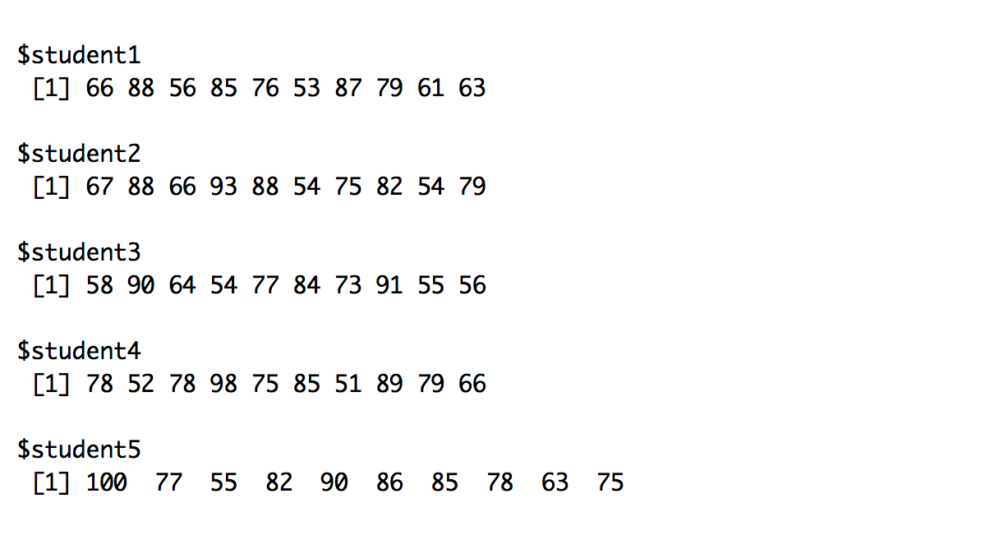 $student1
[1] 66 88 56 85 76 53 87 79 61 63
$student2
[1] 67 88 66 93 88 54 75 82 54 79
$student3
[1] 58 90 64 54 77 84 73 91 55 56
$student4
[1] 78 52 78 98 75 85 51 89 79 66
$student5
[1] 100  77  55  82  90  86  85  78  63  75